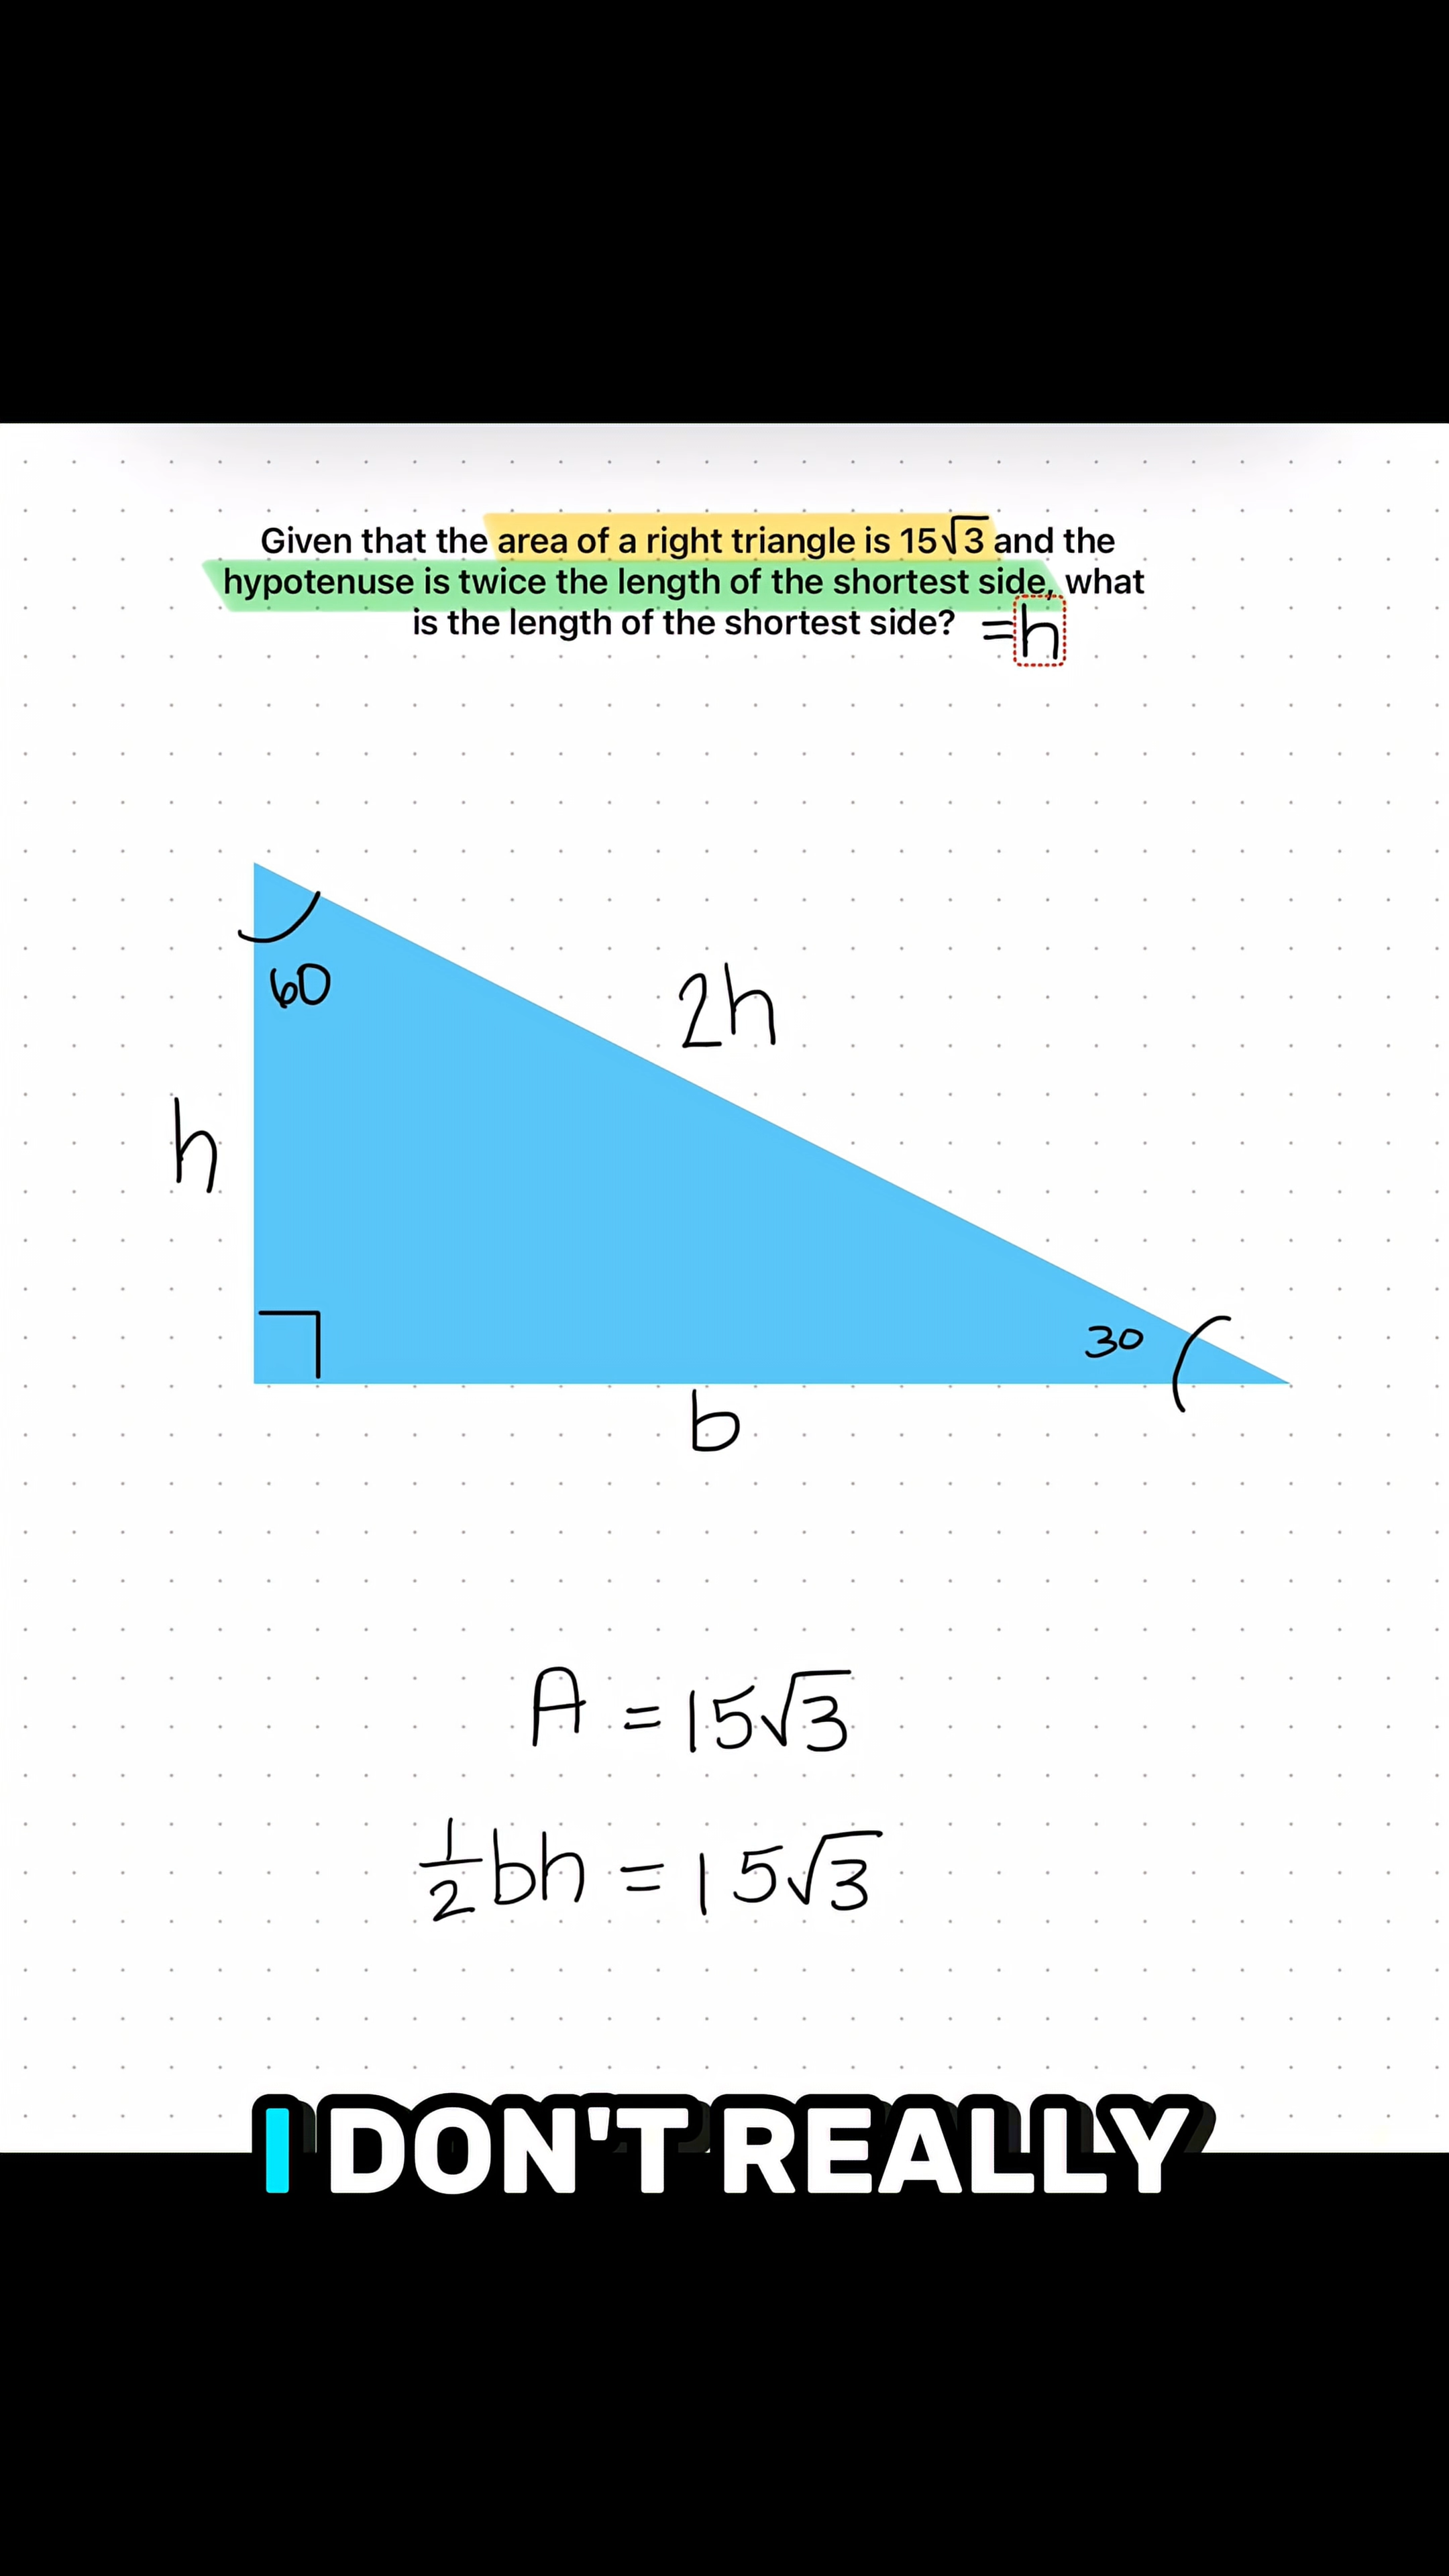 Given that the area of a right triangle is 15√3 and the
hypotenuse is twice the length of the shortest side, what
is the length of the shortest side? =h
60
2h
h
30
b
A = 15√3
1/2 bh = 15√3
I DON'T REALLY